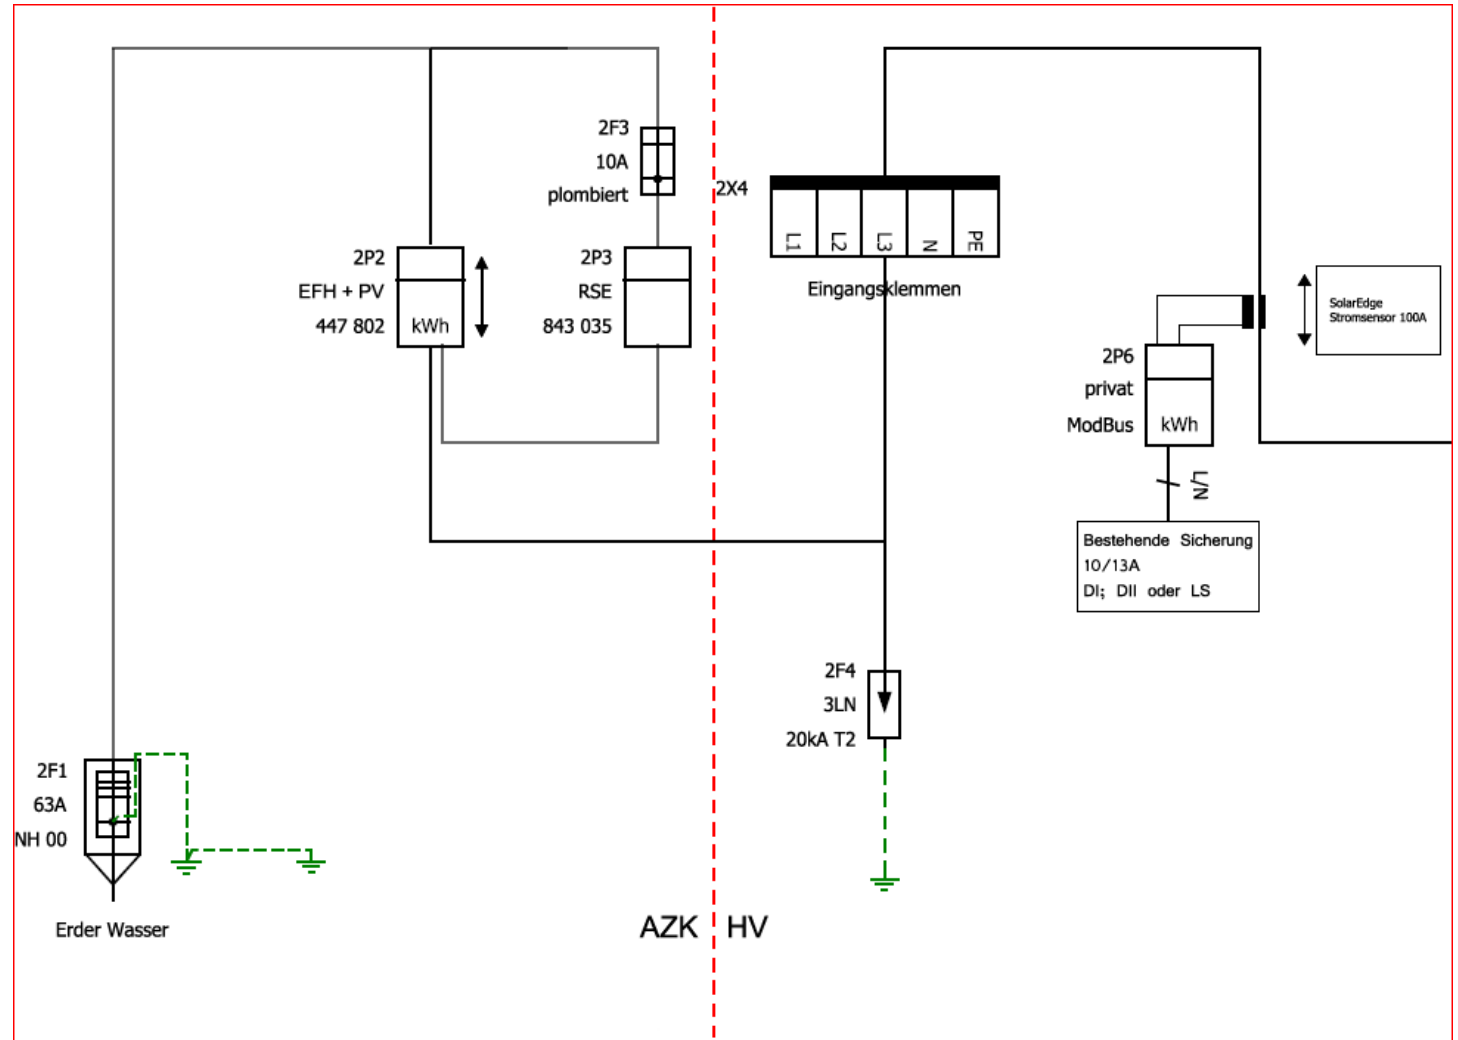 2F3
10A
plombiert
2P2
EFH + PV
447 802
kWh
2P3
RSE
843 035
2X4
L1
L2
L3
N
PE
Eingangsklemmen
SolarEdge
Stromsensor 100A
2P6
privat
ModBus
kWh
L/N
Bestehende Sicherung
10/13A
DI; DII oder LS
2F4
3LN
20kA T2
2F1
63A
NH 00
Erder Wasser
AZK
HV